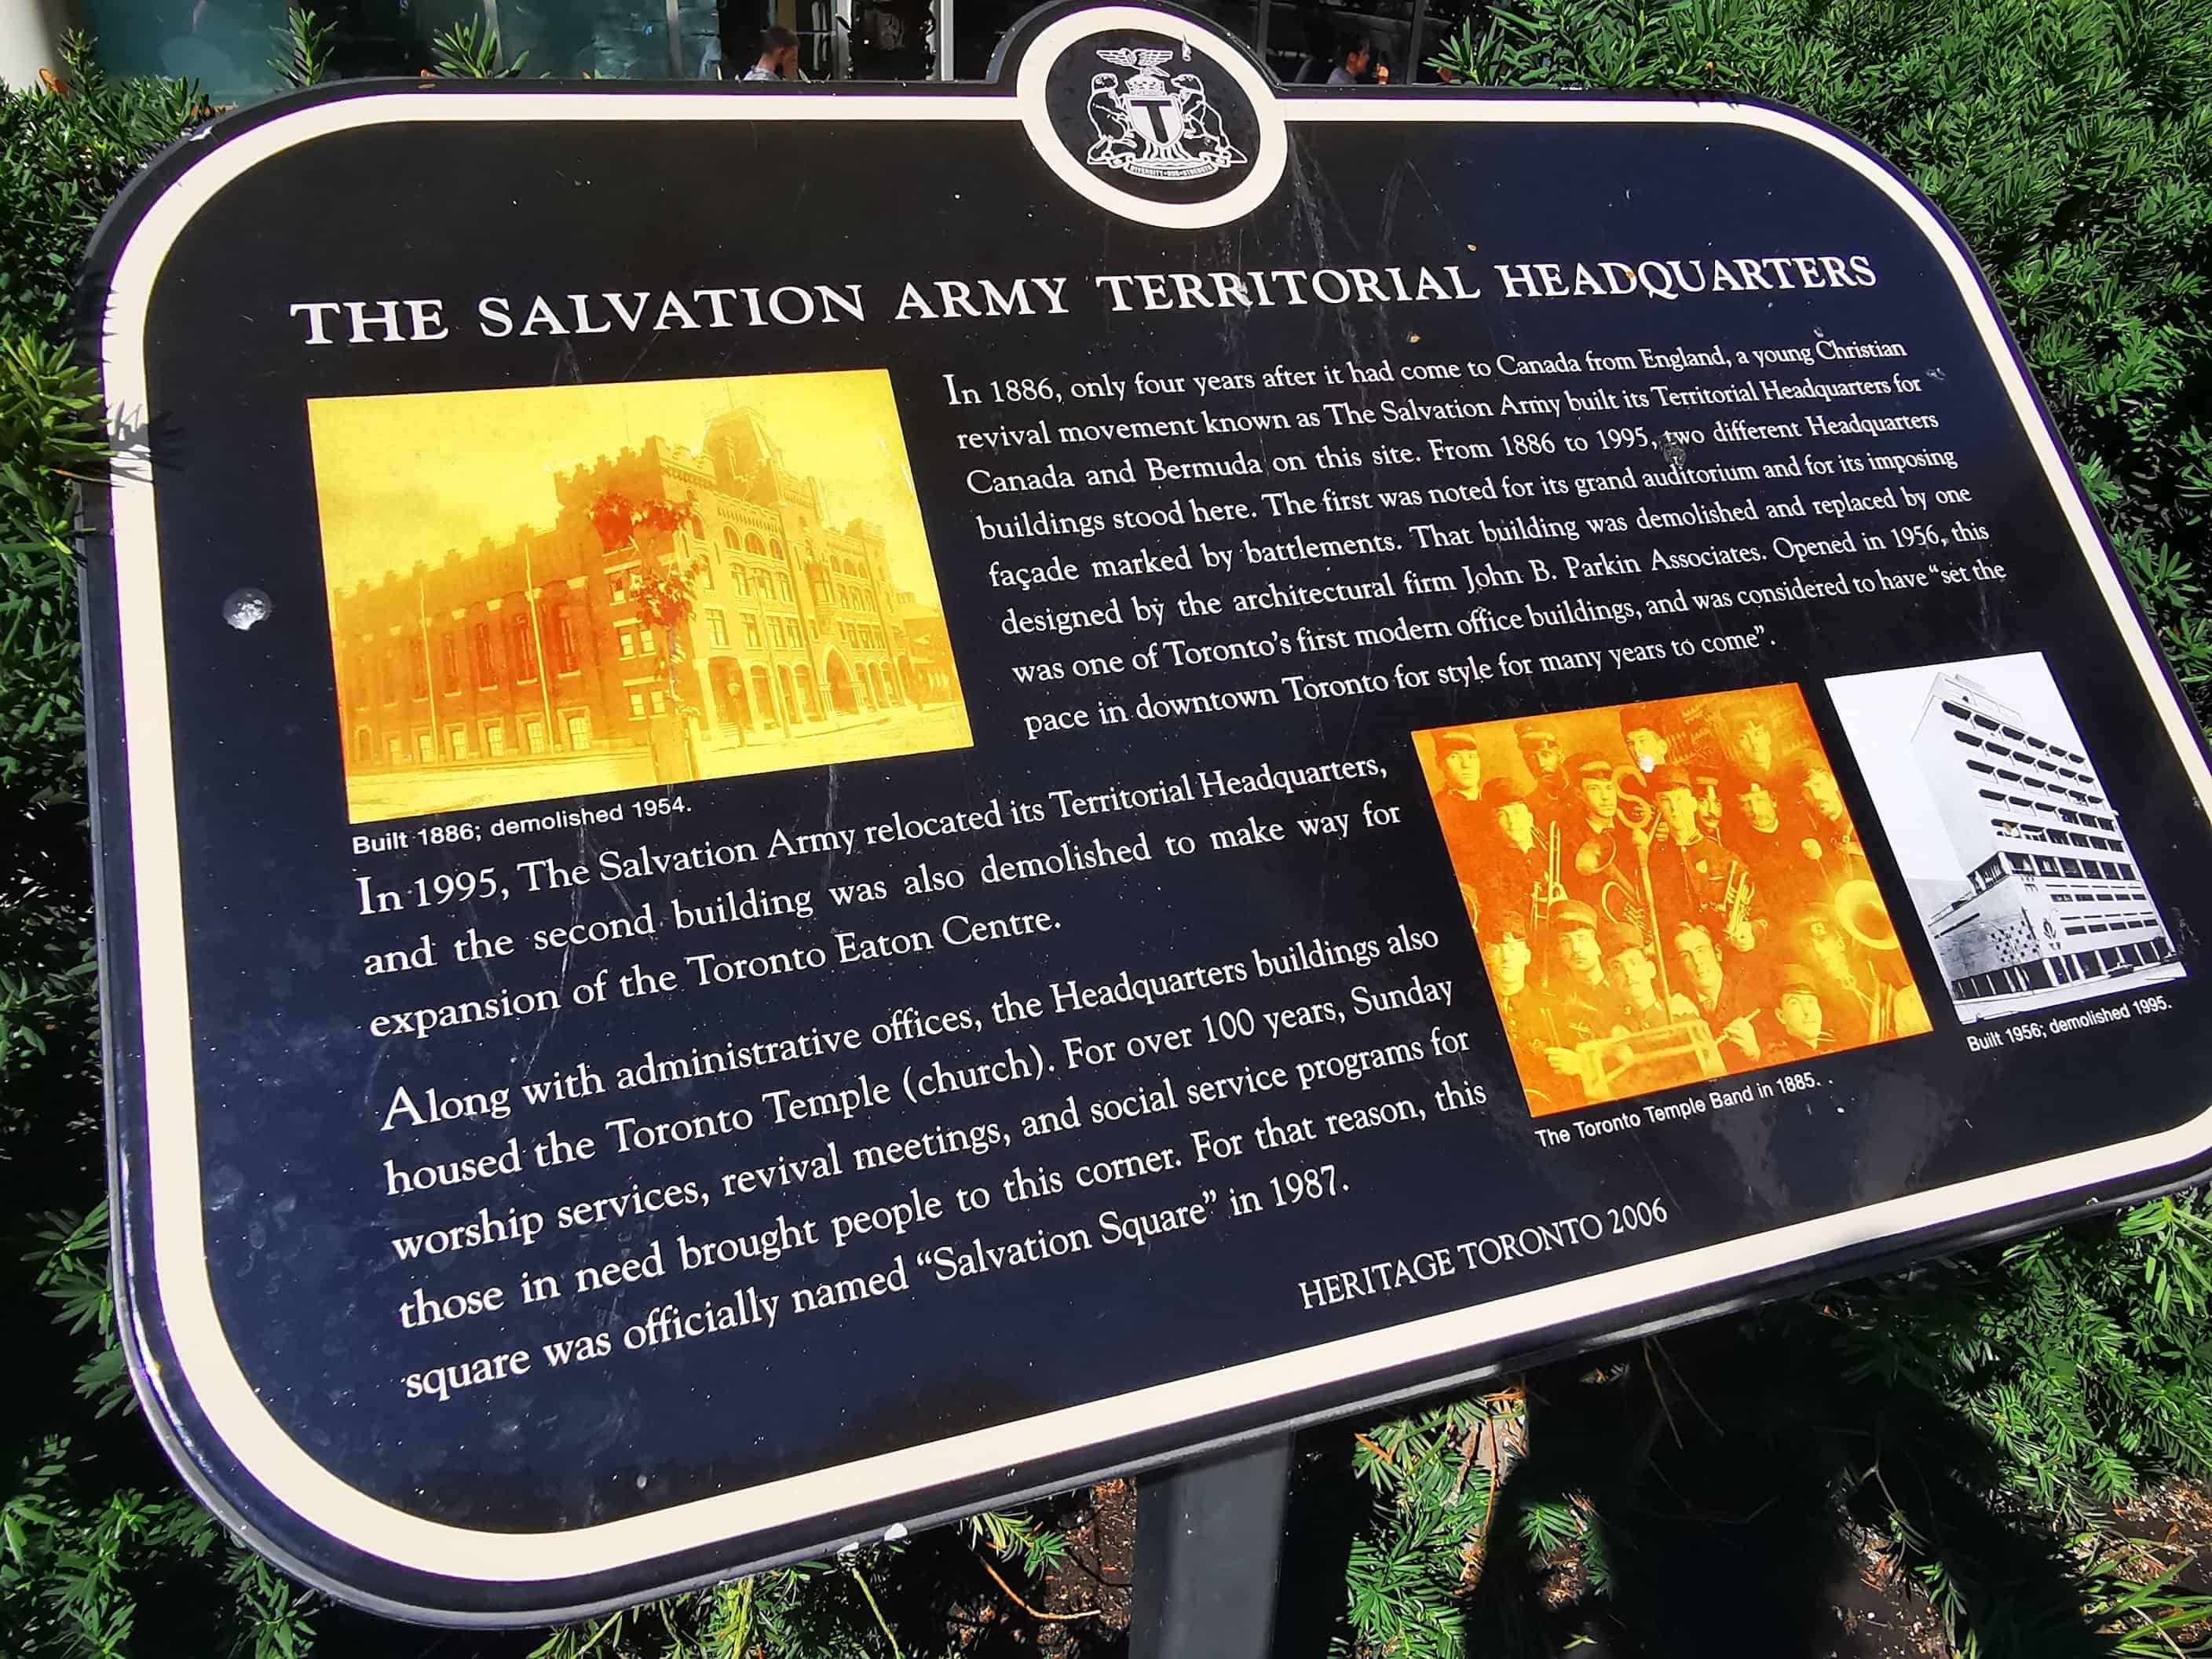 THE SALVATION ARMY TERRITORIAL HEADQUARTERS
In 1886, only four years after it had come to Canada from England, a young Christian
revival movement known as The Salvation Army built its Territorial Headquarters for
Canada and Bermuda on this site. From 1886 to 1995, two different Headquarters
buildings stood here. The first was noted for its grand auditorium and for its imposing
façade marked by battlements. That building was demolished and replaced by one
designed by the architectural firm John B. Parkin Associates. Opened in 1956, this
was one of Toronto's first modern office buildings, and was considered to have "set the
pace in downtown Toronto for style for many years to come".
Built 1886; demolished 1954.
In 1995, The Salvation Army relocated its Territorial Headquarters,
and the second building was also demolished to make way for
expansion of the Toronto Eaton Centre.
Along with administrative offices, the Headquarters buildings also
housed the Toronto Temple (church). For over 100 years, Sunday
worship services, revival meetings, and social service programs for
those in need brought people to this corner. For that reason, this
square was officially named "Salvation Square" in 1987.
The Toronto Temple Band in 1885.
Built 1956; demolished 1995.
HERITAGE TORONTO 2006